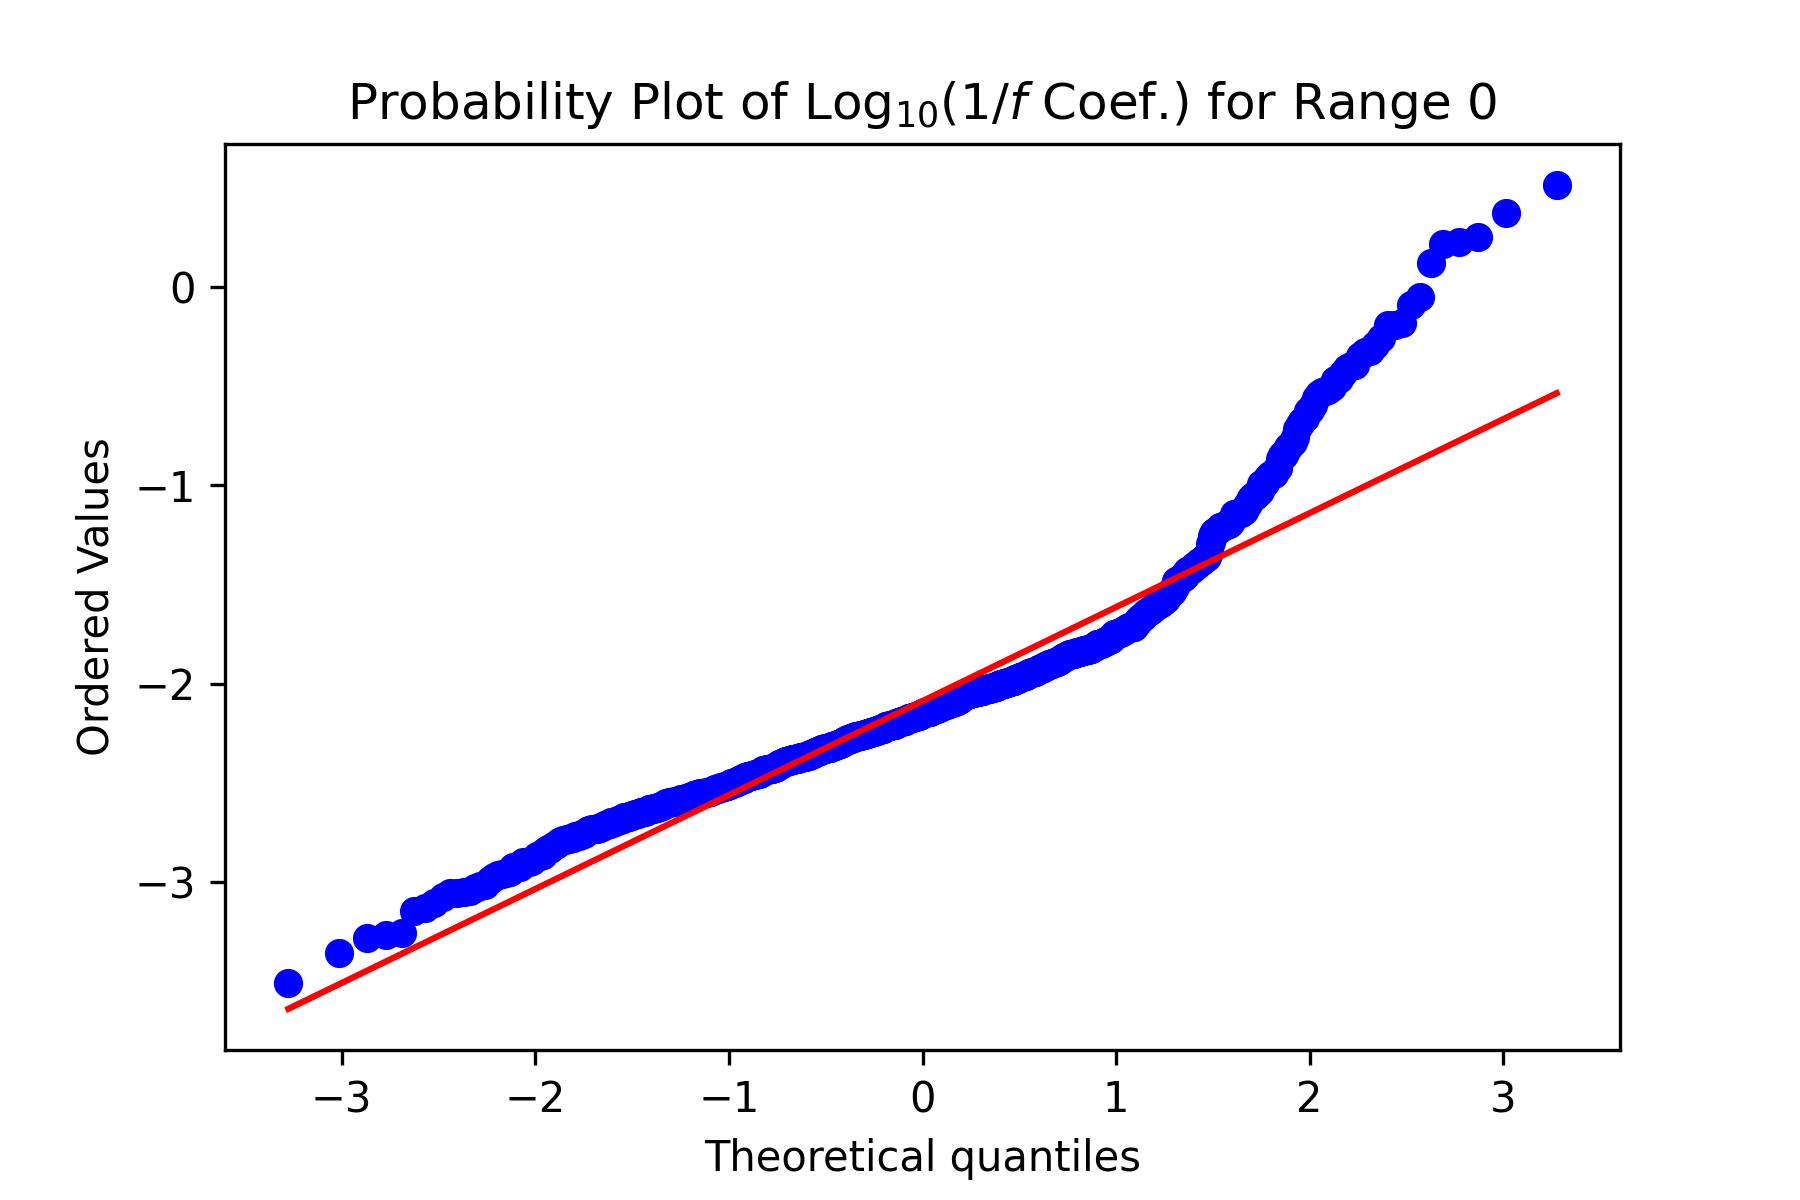 Probability Plot of Log₁₀(1/f Coef.) for Range 0
Ordered Values
0
−1
−2
−3
−3 −2 −1 0 1 2 3
Theoretical quantiles